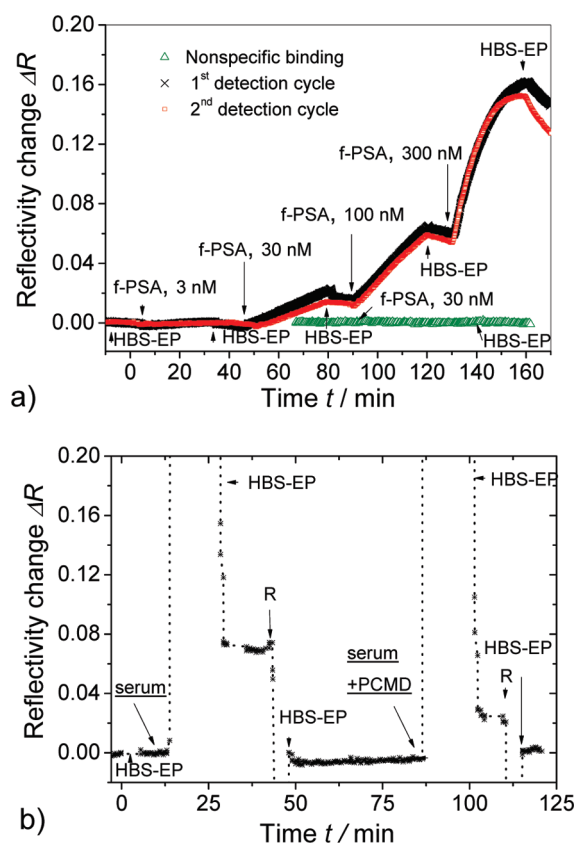 0.20
0.16
0.12
0.08
0.04
0.00
Reflectivity change ΔR
Nonspecific binding
1st detection cycle
2nd detection cycle
HBS-EP
f-PSA, 300 nM
f-PSA, 100 nM
f-PSA, 30 nM
f-PSA, 3 nM
HBS-EP
f-PSA, 30 nM
HBS-EP
HBS-EP
HBS-EP
HBS-EP
0 20 40 60 80 100 120 140 160
Time t / min
a)
0.20
0.16
0.12
0.08
0.04
0.00
Reflectivity change ΔR
HBS-EP
HBS-EP
R
serum
+PCMD
HBS-EP
R
serum
HBS-EP
HBS-EP
0 25 50 75 100 125
Time t / min
b)